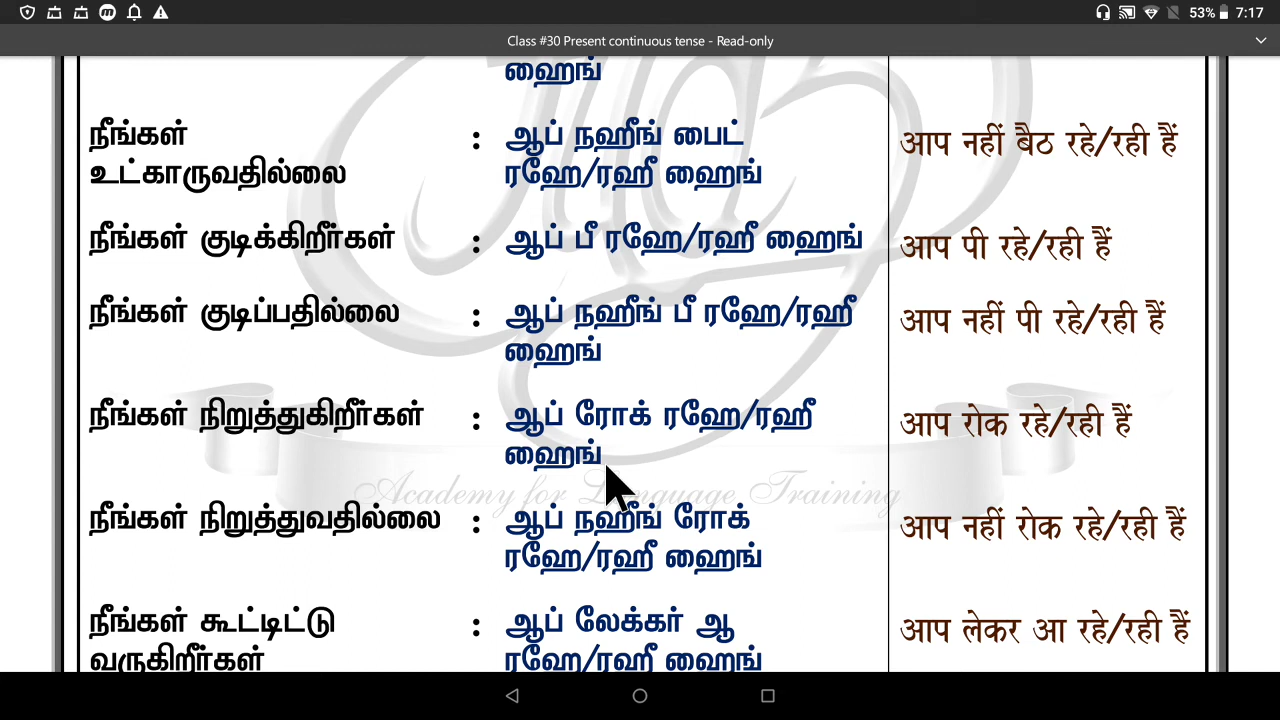 53% 7:17
Class #30 Present continuous tense - Read-only
ஹைங்
நீங்கள் : ஆப் நஹீங் பைட் आप नहीं बैठ रहे/रही हैं
உட்காருவதில்லை ரஹே/ரஹீ ஹைங்
நீங்கள் குடிக்கிறீர்கள் : ஆப் பீ ரஹே/ரஹீ ஹைங் आप पी रहे/रही हैं
நீங்கள் குடிப்பதில்லை : ஆப் நஹீங் பீ ரஹே/ரஹீ आप नहीं पी रहे/रही हैं
ஹைங்
நீங்கள் நிறுத்துகிறீர்கள் : ஆப் ரோக் ரஹே/ரஹீ आप रोक रहे/रही हैं
ஹைங்
Academy for Language Training
நீங்கள் நிறுத்துவதில்லை : ஆப் நஹீங் ரோக் आप नहीं रोक रहे/रही हैं
ரஹே/ரஹீ ஹைங்
நீங்கள் கூட்டிட்டு : ஆப் லேக்கர் ஆ आप लेकर आ रहे/रही हैं
வருகிறீர்கள் ரஹே/ரஹீ ஹைங்